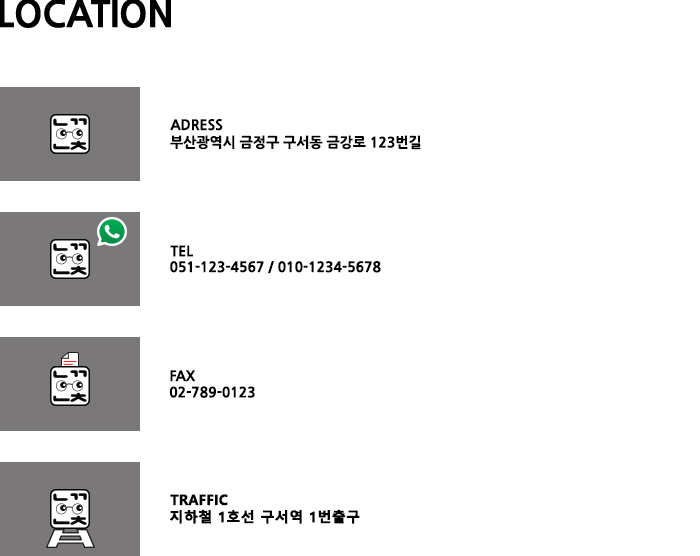 LOCATION
ADRESS
부산광역시 금정구 구서동 금강로 123번길
TEL
051-123-4567 / 010-1234-5678
FAX
02-789-0123
TRAFFIC
지하철 1호선 구서역 1번출구